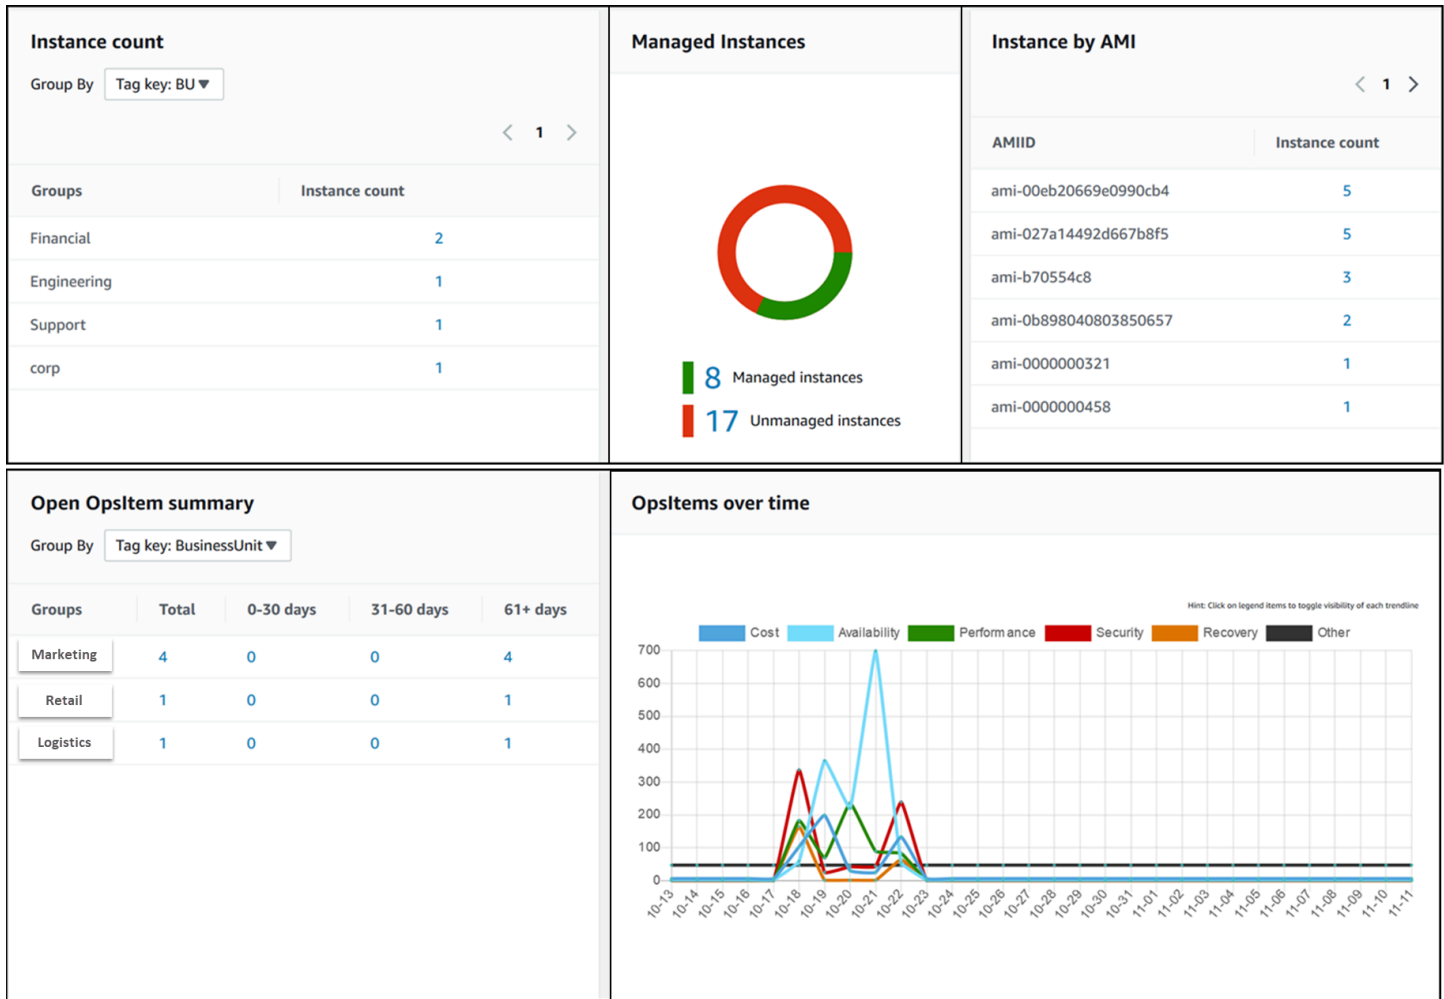 Instance count
Group By Tag key: BU
1
Groups Instance count
Financial 2
Engineering 1
Support 1
corp 1
Managed Instances
8 Managed instances
17 Unmanaged instances
Instance by AMI
1
AMIID Instance count
ami-00eb20669e0990cb4 5
ami-027a14492d667b8f5 5
ami-b70554c8 3
ami-0b898040803850657 2
ami-0000000321 1
ami-0000000458 1
Open OpsItem summary
Group By Tag key: BusinessUnit
Groups Total 0-30 days 31-60 days 61+ days
Marketing 4 0 0 4
Retail 1 0 0 1
Logistics 1 0 0 1
OpsItems over time
Hint: Click on legend items to toggle visibility of each trendline
Cost Availability Performance Security Recovery Other
700
600
500
400
300
200
100
0
10-13 10-14 10-15 10-16 10-17 10-18 10-19 10-20 10-21 10-22 10-23 10-24 10-25 10-26 10-27 10-28 10-29 10-30 10-31 11-01 11-02 11-03 11-04 11-05 11-06 11-07 11-08 11-09 11-10 11-11